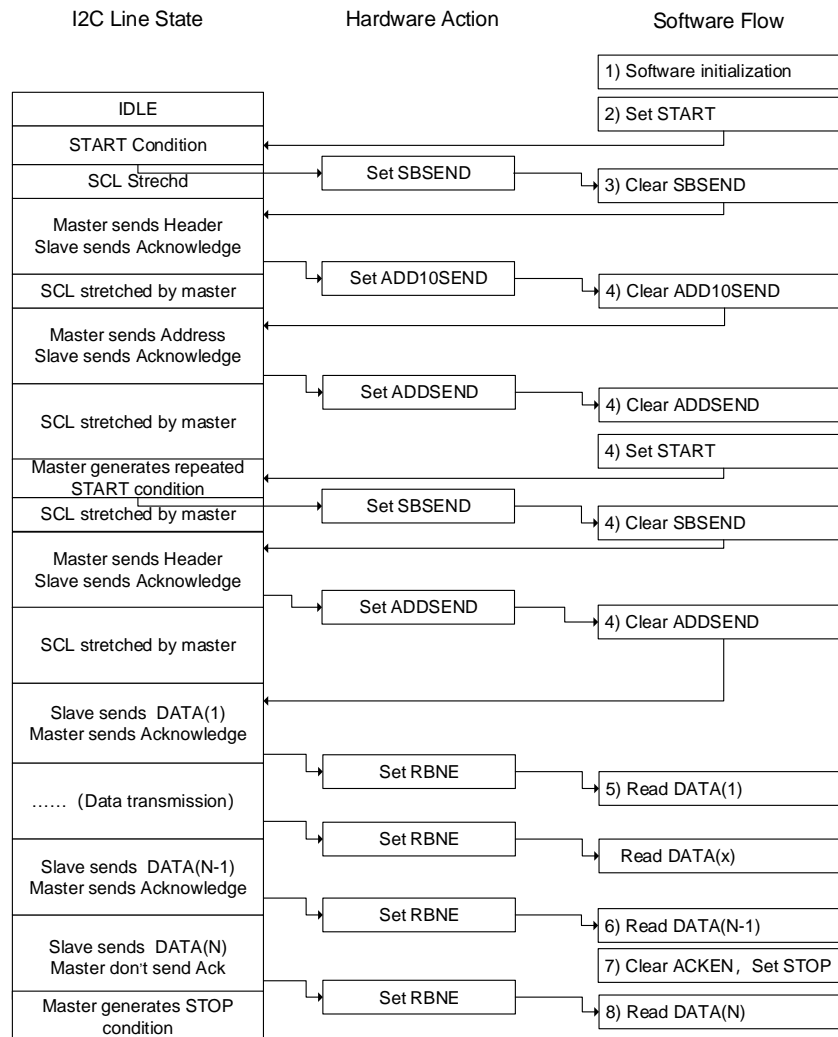 I2C Line State
Hardware Action
Software Flow
1) Software initialization
IDLE
2) Set START
START Condition
Set SBSEND
SCL Strechd
3) Clear SBSEND
Master sends Header
Slave sends Acknowledge
Set ADD10SEND
SCL stretched by master
4) Clear ADD10SEND
Master sends Address
Slave sends Acknowledge
Set ADDSEND
4) Clear ADDSEND
SCL stretched by master
4) Set START
Master generates repeated
START condition
Set SBSEND
SCL stretched by master
4) Clear SBSEND
Master sends Header
Slave sends Acknowledge
Set ADDSEND
4) Clear ADDSEND
SCL stretched by master
Slave sends DATA(1)
Master sends Acknowledge
Set RBNE
5) Read DATA(1)
…… (Data transmission)
Set RBNE
Read DATA(x)
Slave sends DATA(N-1)
Master sends Acknowledge
Set RBNE
6) Read DATA(N-1)
Slave sends DATA(N)
Master don't send Ack
7) Clear ACKEN, Set STOP
Set RBNE
8) Read DATA(N)
Master generates STOP
condition